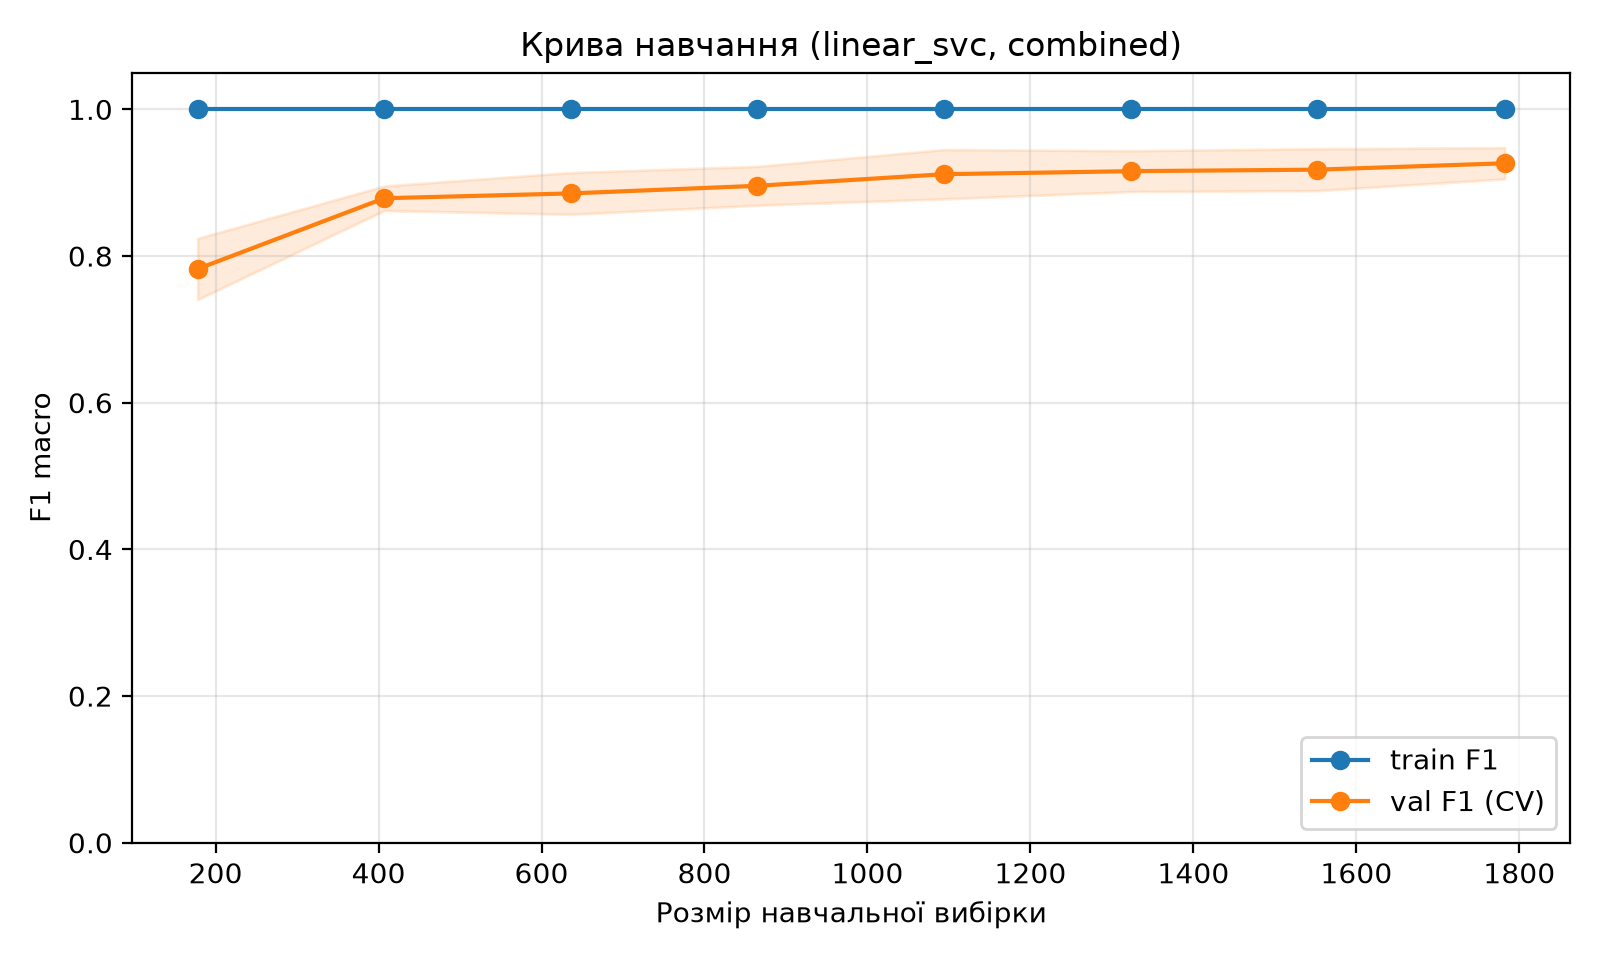 Крива навчання (linear_svc, combined)
F1 macro
1.0
0.8
0.6
0.4
0.2
0.0
200 400 600 800 1000 1200 1400 1600 1800
Розмір навчальної вибірки
train F1
val F1 (CV)